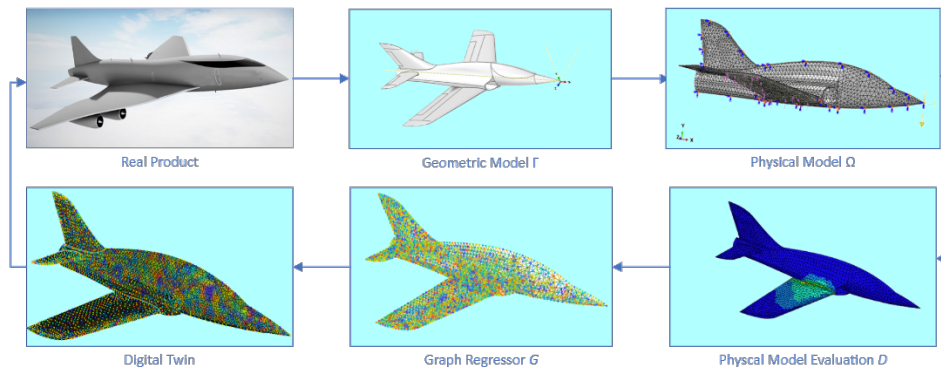 Real Product
Geometric Model Γ
Physical Model Ω
Digital Twin
Graph Regressor G
Physcal Model Evaluation D